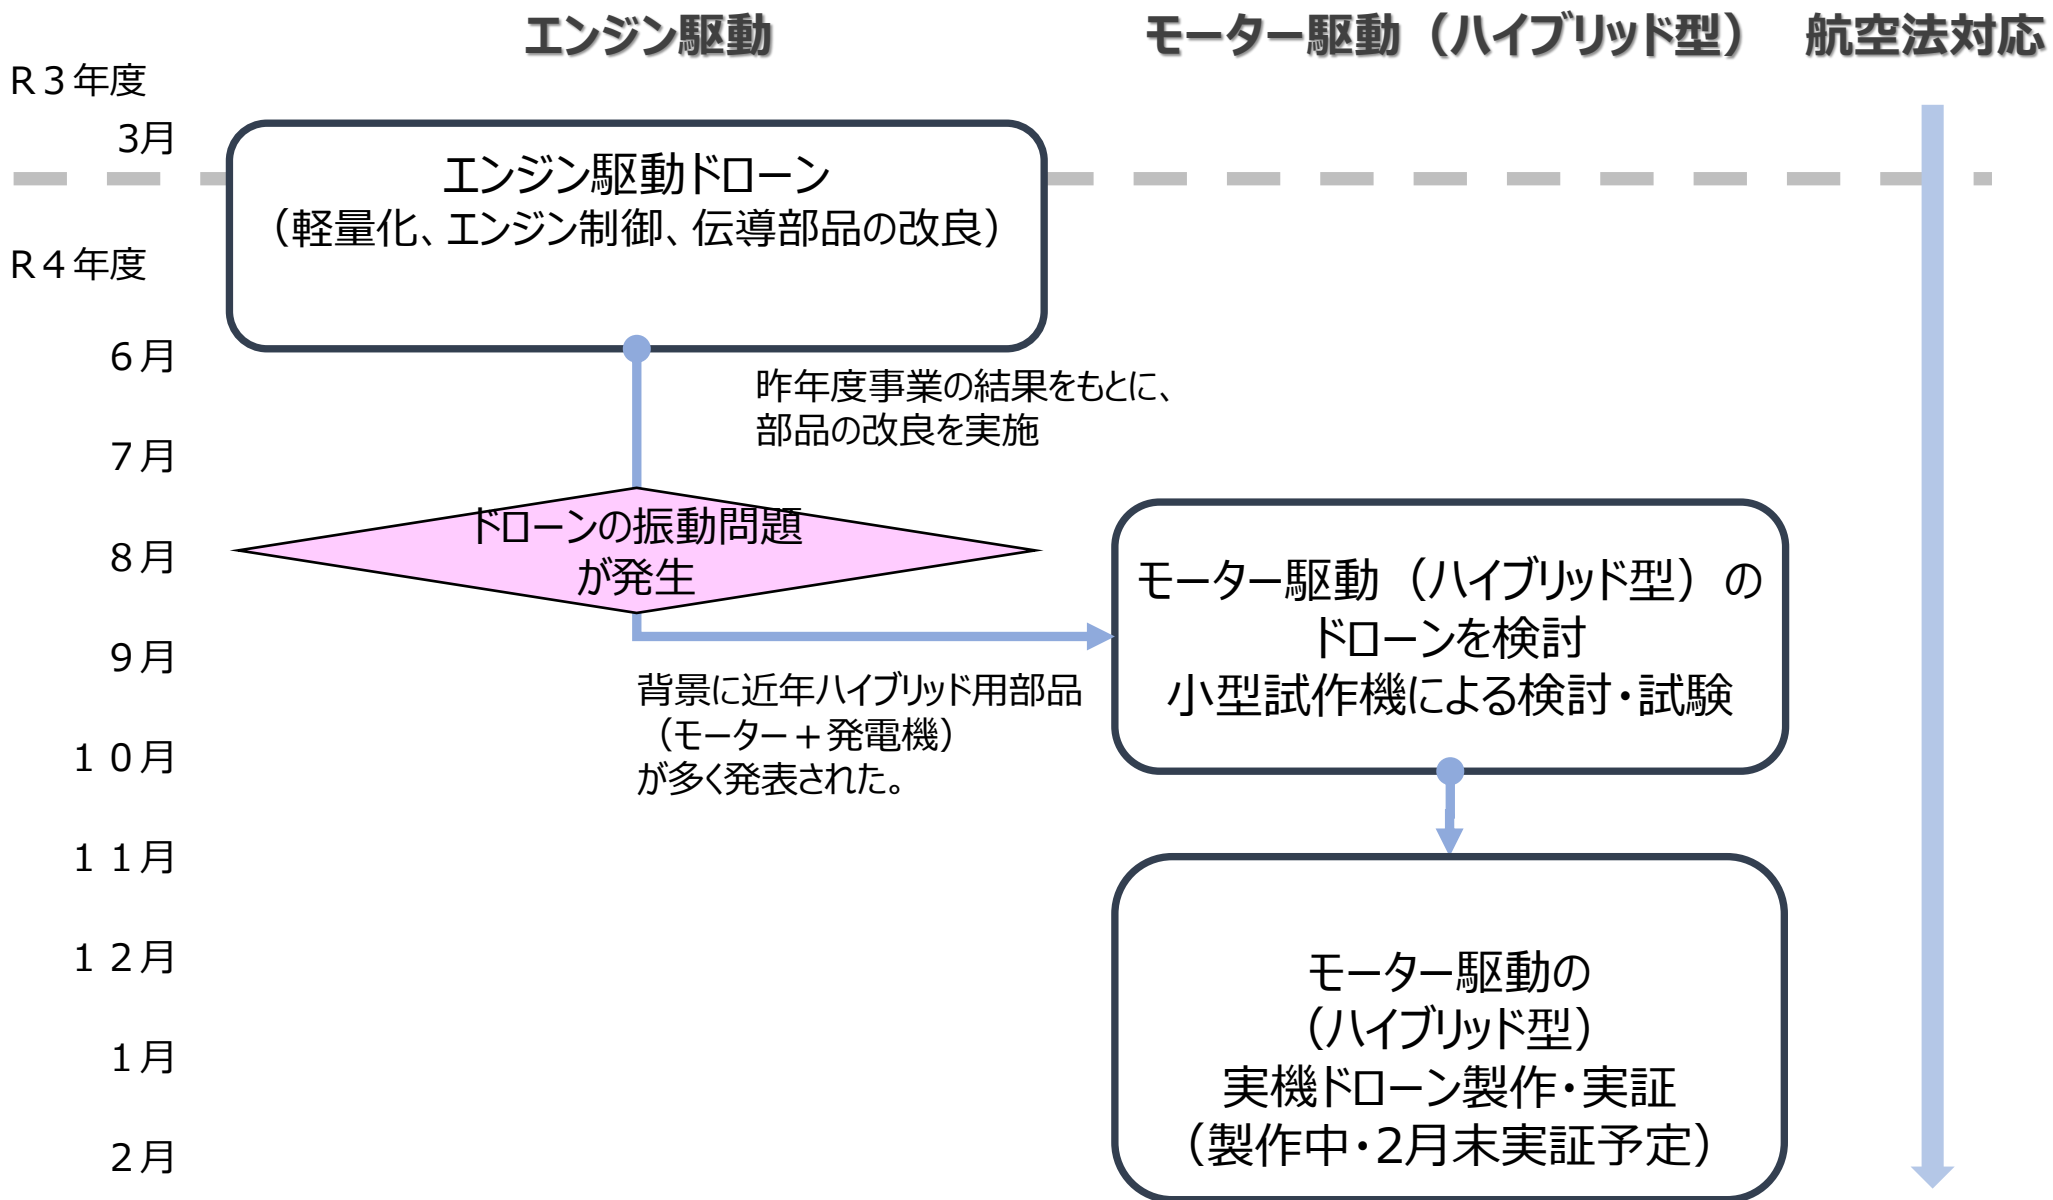 エンジン駆動
モーター駆動（ハイブリッド型）
航空法対応
R３年度
3月
エンジン駆動ドローン
（軽量化、エンジン制御、伝導部品の改良）
R４年度
６月
昨年度事業の結果をもとに、
部品の改良を実施
７月
ドローンの振動問題
が発生
８月
モーター駆動（ハイブリッド型）の
ドローンを検討
小型試作機による検討・試験
９月
背景に近年ハイブリッド用部品
（モーター＋発電機）
が多く発表された。
１０月
１１月
１２月
モーター駆動の
（ハイブリッド型）
実機ドローン製作・実証
（製作中・2月末実証予定）
１月
２月